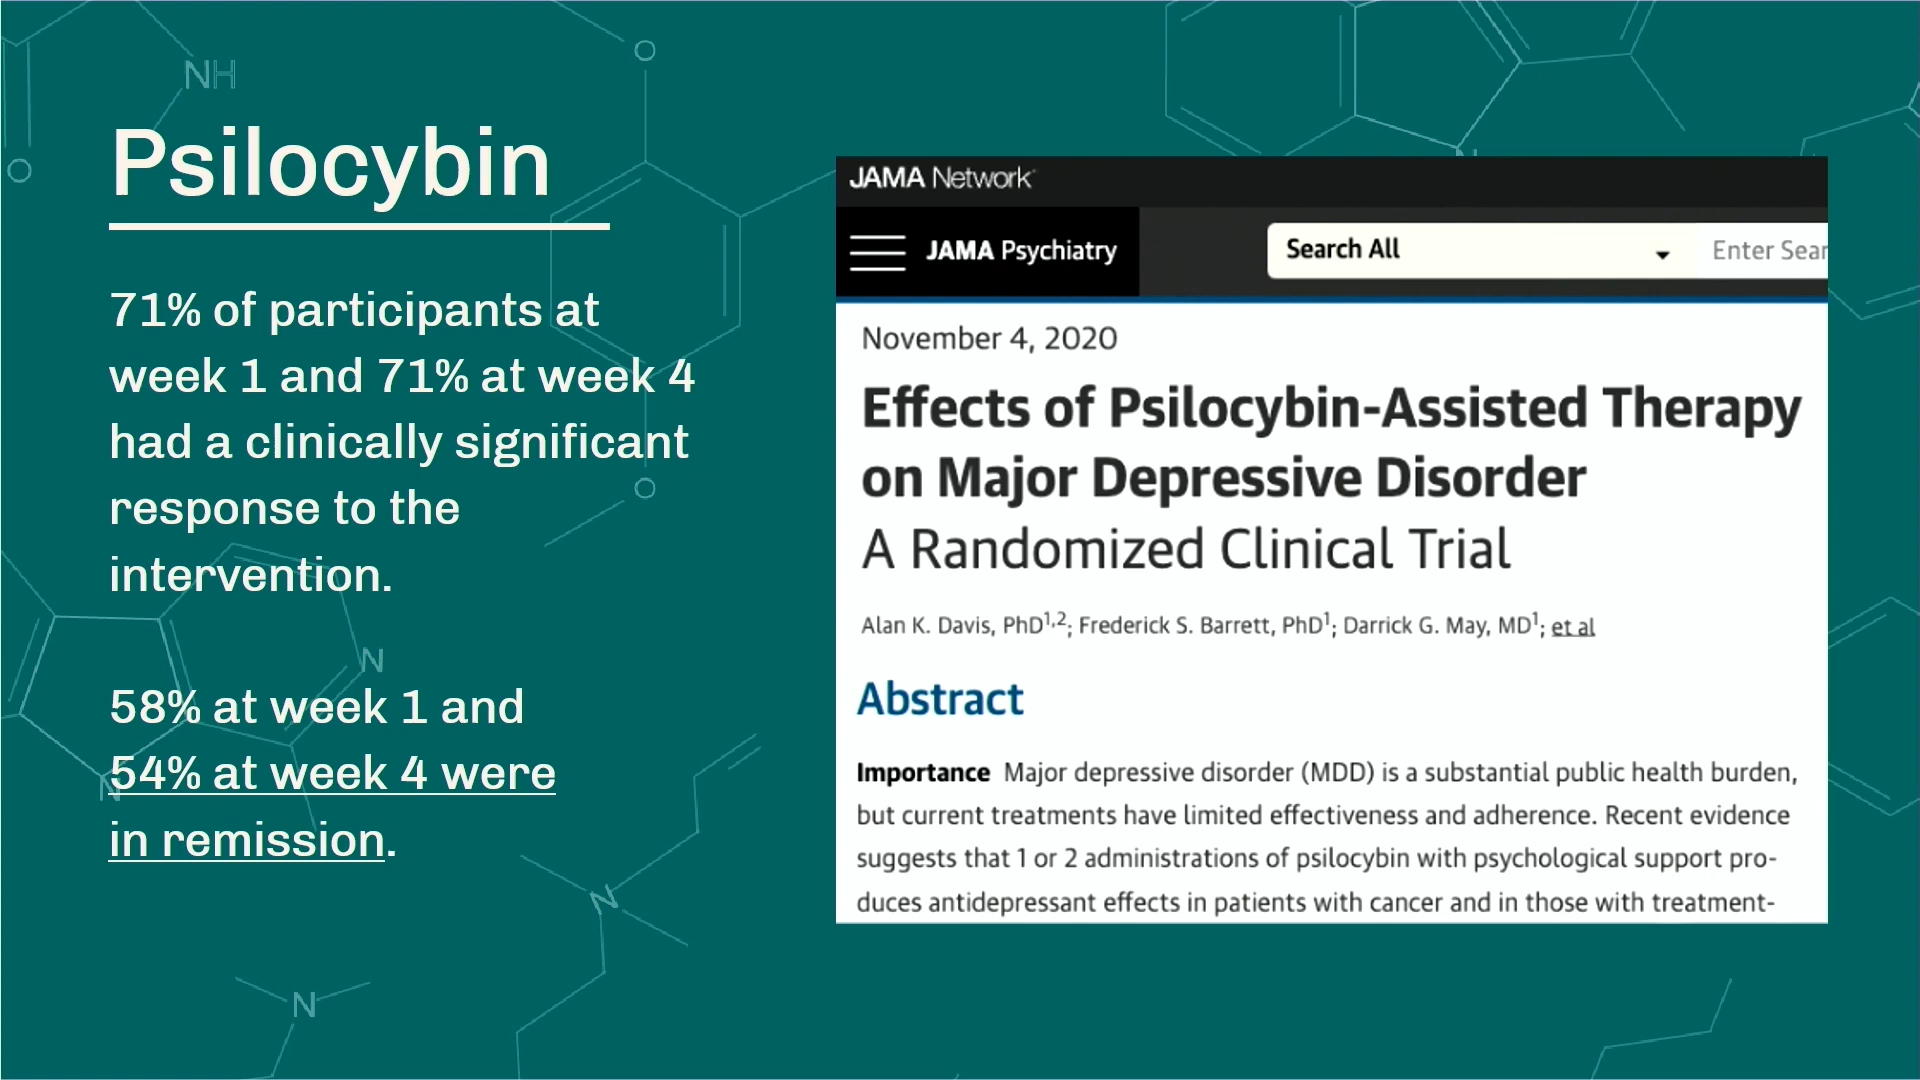 Psilocybin
71% of participants at
week 1 and 71% at week 4
had a clinically significant
response to the
intervention.
58% at week 1 and
54% at week 4 were
in remission.
JAMA Network
JAMA Psychiatry
Search All
Enter Sear
November 4, 2020
Effects of Psilocybin-Assisted Therapy
on Major Depressive Disorder
A Randomized Clinical Trial
Alan K. Davis, PhD1,2; Frederick S. Barrett, PhD1; Darrick G. May, MD1; et al
Abstract
Importance Major depressive disorder (MDD) is a substantial public health burden,
but current treatments have limited effectiveness and adherence. Recent evidence
suggests that 1 or 2 administrations of psilocybin with psychological support pro-
duces antidepressant effects in patients with cancer and in those with treatment-
NH
O
O
O
N
N
N
N